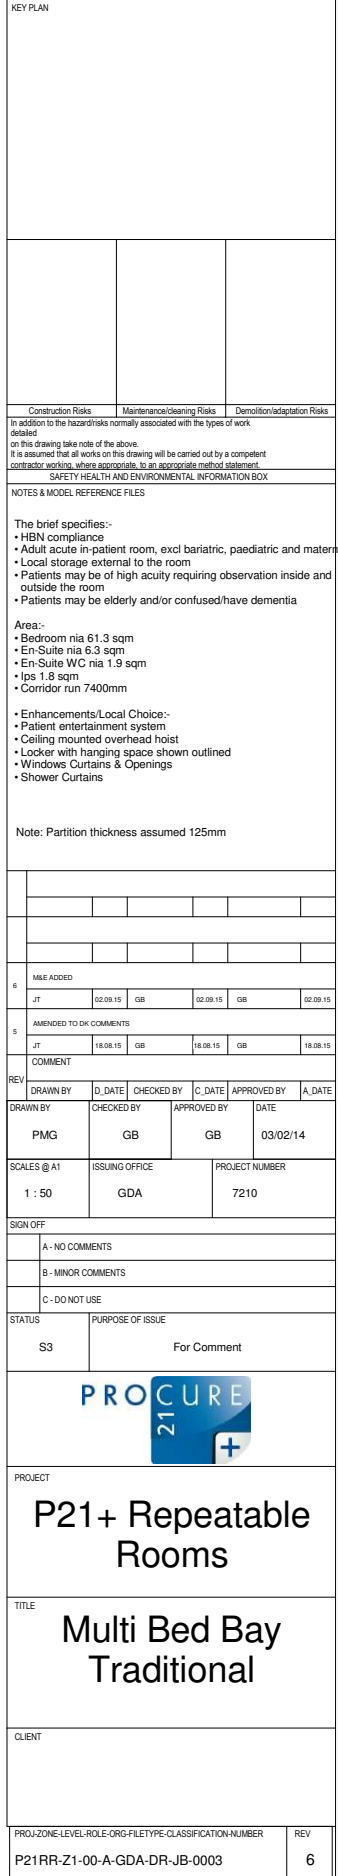 KEY PLAN
Construction Risks Maintenance/cleaning Risks Demolition/adaptation Risks
In addition to the hazard/risks normally associated with the types of work
detailed
on this drawing take note of the above.
It is assumed that all works on this drawing will be carried out by a competent
contractor working, where appropriate, to an appropriate method statement.
SAFETY HEALTH AND ENVIRONMENTAL INFORMATION BOX
NOTES & MODEL REFERENCE FILES
The brief specifies:-
• HBN compliance
• Adult acute in-patient room, excl bariatric, paediatric and matern
• Local storage external to the room
• Patients may be of high acuity requiring observation inside and
outside the room
• Patients may be elderly and/or confused/have dementia
Area:-
• Bedroom nia 61.3 sqm
• En-Suite nia 6.3 sqm
• En-Suite WC nia 1.9 sqm
• Ips 1.8 sqm
• Corridor run 7400mm
• Enhancements/Local Choice:-
• Patient entertainment system
• Ceiling mounted overhead hoist
• Locker with hanging space shown outlined
• Windows Curtains & Openings
• Shower Curtains
Note: Partition thickness assumed 125mm
6 M&E ADDED
JT 02.09.15 GB 02.09.15 GB 02.09.15
5 AMENDED TO DK COMMENTS
JT 18.08.15 GB 18.08.15 GB 18.08.15
REV COMMENT
DRAWN BY D_DATE CHECKED BY C_DATE APPROVED BY A_DATE
DRAWN BY CHECKED BY APPROVED BY DATE
PMG GB GB 03/02/14
SCALES @ A1 ISSUING OFFICE PROJECT NUMBER
1 : 50 GDA 7210
SIGN OFF
A - NO COMMENTS
B - MINOR COMMENTS
C - DO NOT USE
STATUS PURPOSE OF ISSUE
S3 For Comment
PROCURE
21
+
PROJECT
P21+ Repeatable
Rooms
TITLE
Multi Bed Bay
Traditional
CLIENT
PROJ-ZONE-LEVEL-ROLE-ORG-FILETYPE-CLASSIFICATION-NUMBER REV
P21RR-Z1-00-A-GDA-DR-JB-0003 6